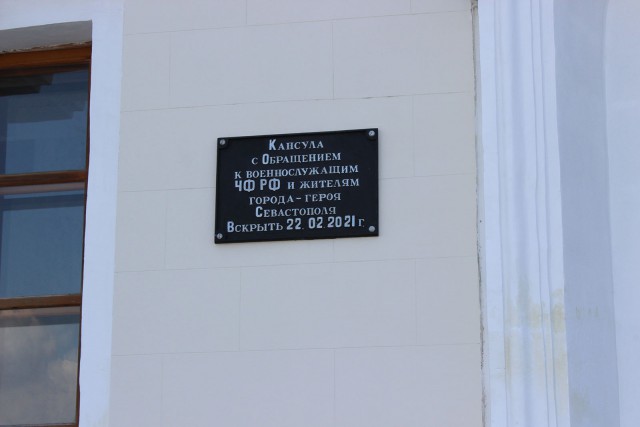 Капсула
с Обращением
к военнослужащим
ЧФ РФ и жителям
города-героя
Севастополя
Вскрыть 22.02.2021 г.